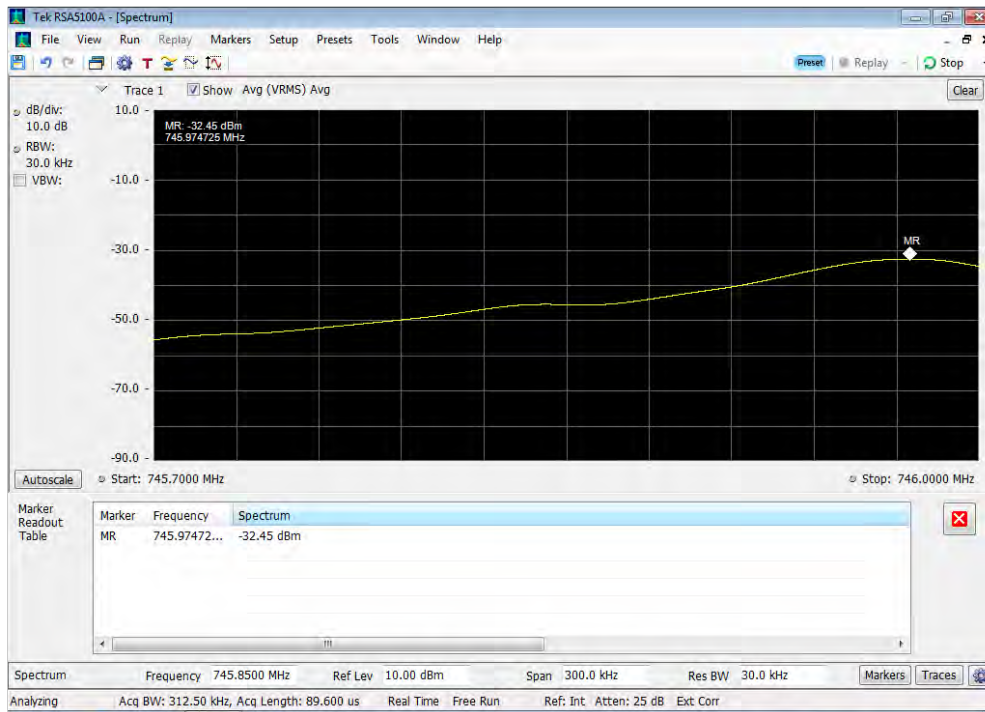 Tek RSA5100A - [Spectrum]
File View Run Replay Markers Setup Presets Tools Window Help
T Preset Replay Stop
Trace 1 Show Avg (VRMS) Avg Clear
dB/div:
10.0 dB
RBW:
30.0 kHz
VBW:
10.0
-10.0
-30.0
-50.0
-70.0
-90.0
MR: -32.45 dBm
745.974725 MHz
MR
Autoscale Start: 745.7000 MHz Stop: 746.0000 MHz
Marker
Readout
Table
Marker Frequency Spectrum
MR 745.97472... -32.45 dBm
Spectrum Frequency 745.8500 MHz Ref Lev 10.00 dBm Span 300.0 kHz Res BW 30.0 kHz Markers Traces
Analyzing Acq BW: 312.50 kHz, Acq Length: 89.600 us Real Time Free Run Ref: Int Atten: 25 dB Ext Corr